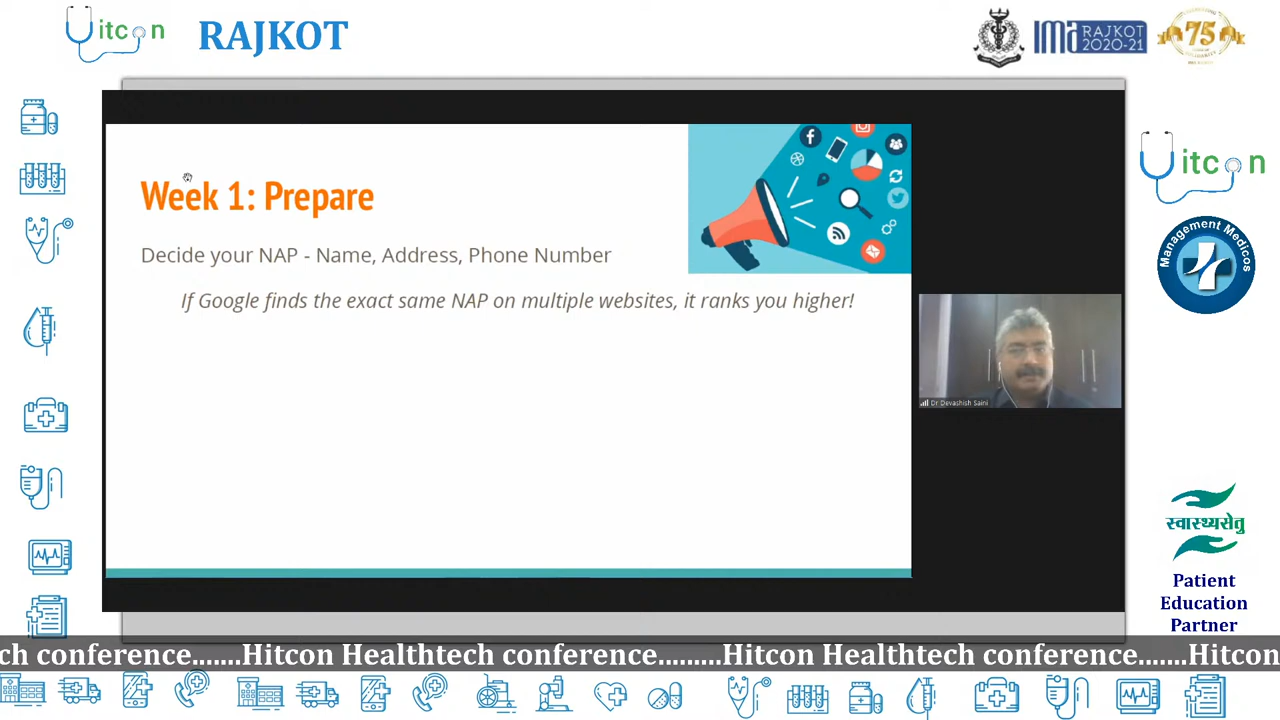 itcon
RAJKOT
ima RAJKOT
2020-21
75
Week 1: Prepare
Decide your NAP - Name, Address, Phone Number
If Google finds the exact same NAP on multiple websites, it ranks you higher!
Dr Devashish Saini
itcon
Management Medicos
स्वास्थ्यसेतु
Patient
Education
Partner
ch conference.......Hitcon Healthtech conference.........Hitcon Healthtech conference.......Hitcon